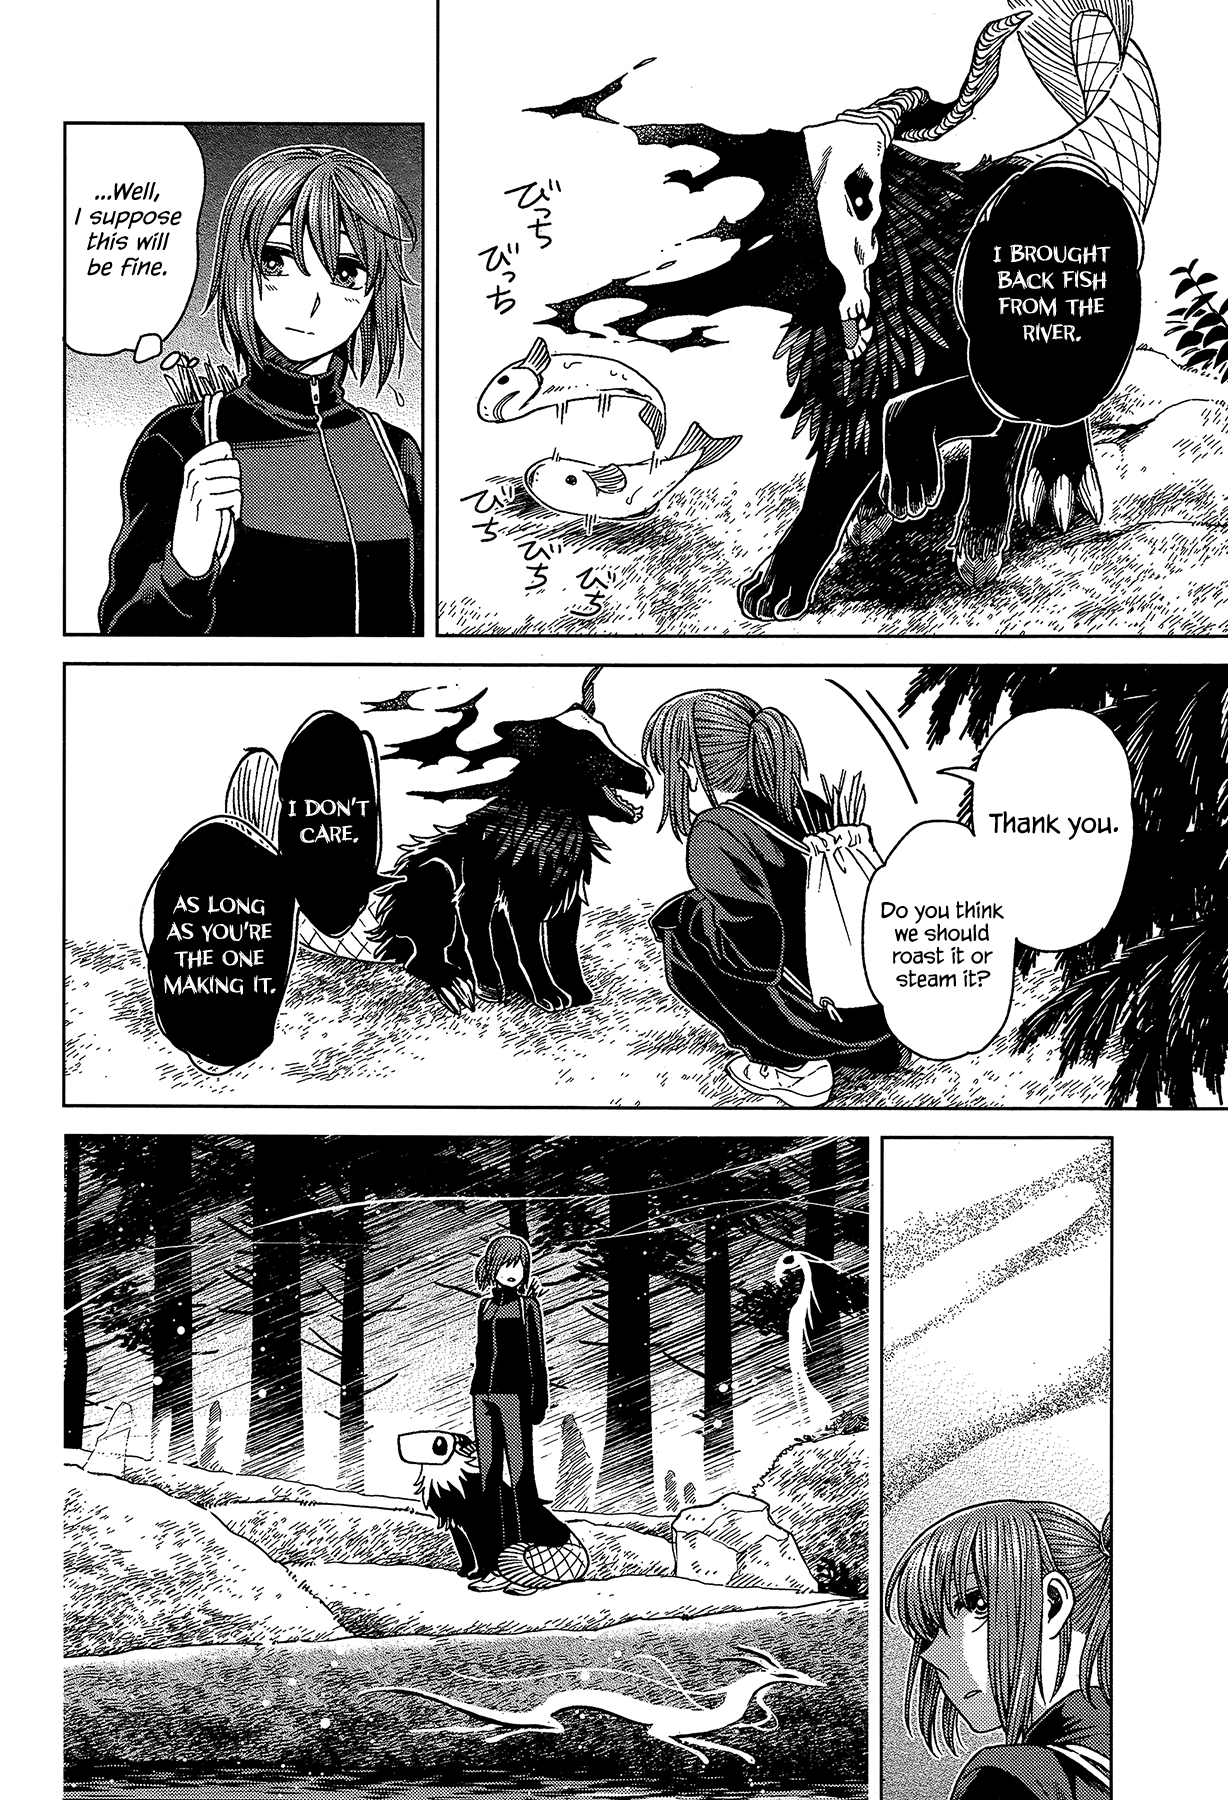 I BROUGHT
BACK FISH
FROM THE
RIVER.
びっち
びっち
びち
びち
びち
...Well,
I suppose
this will
be fine.
Thank you.
Do you think
we should
roast it or
steam it?
I DON'T
CARE.
AS LONG
AS YOU'RE
THE ONE
MAKING IT.